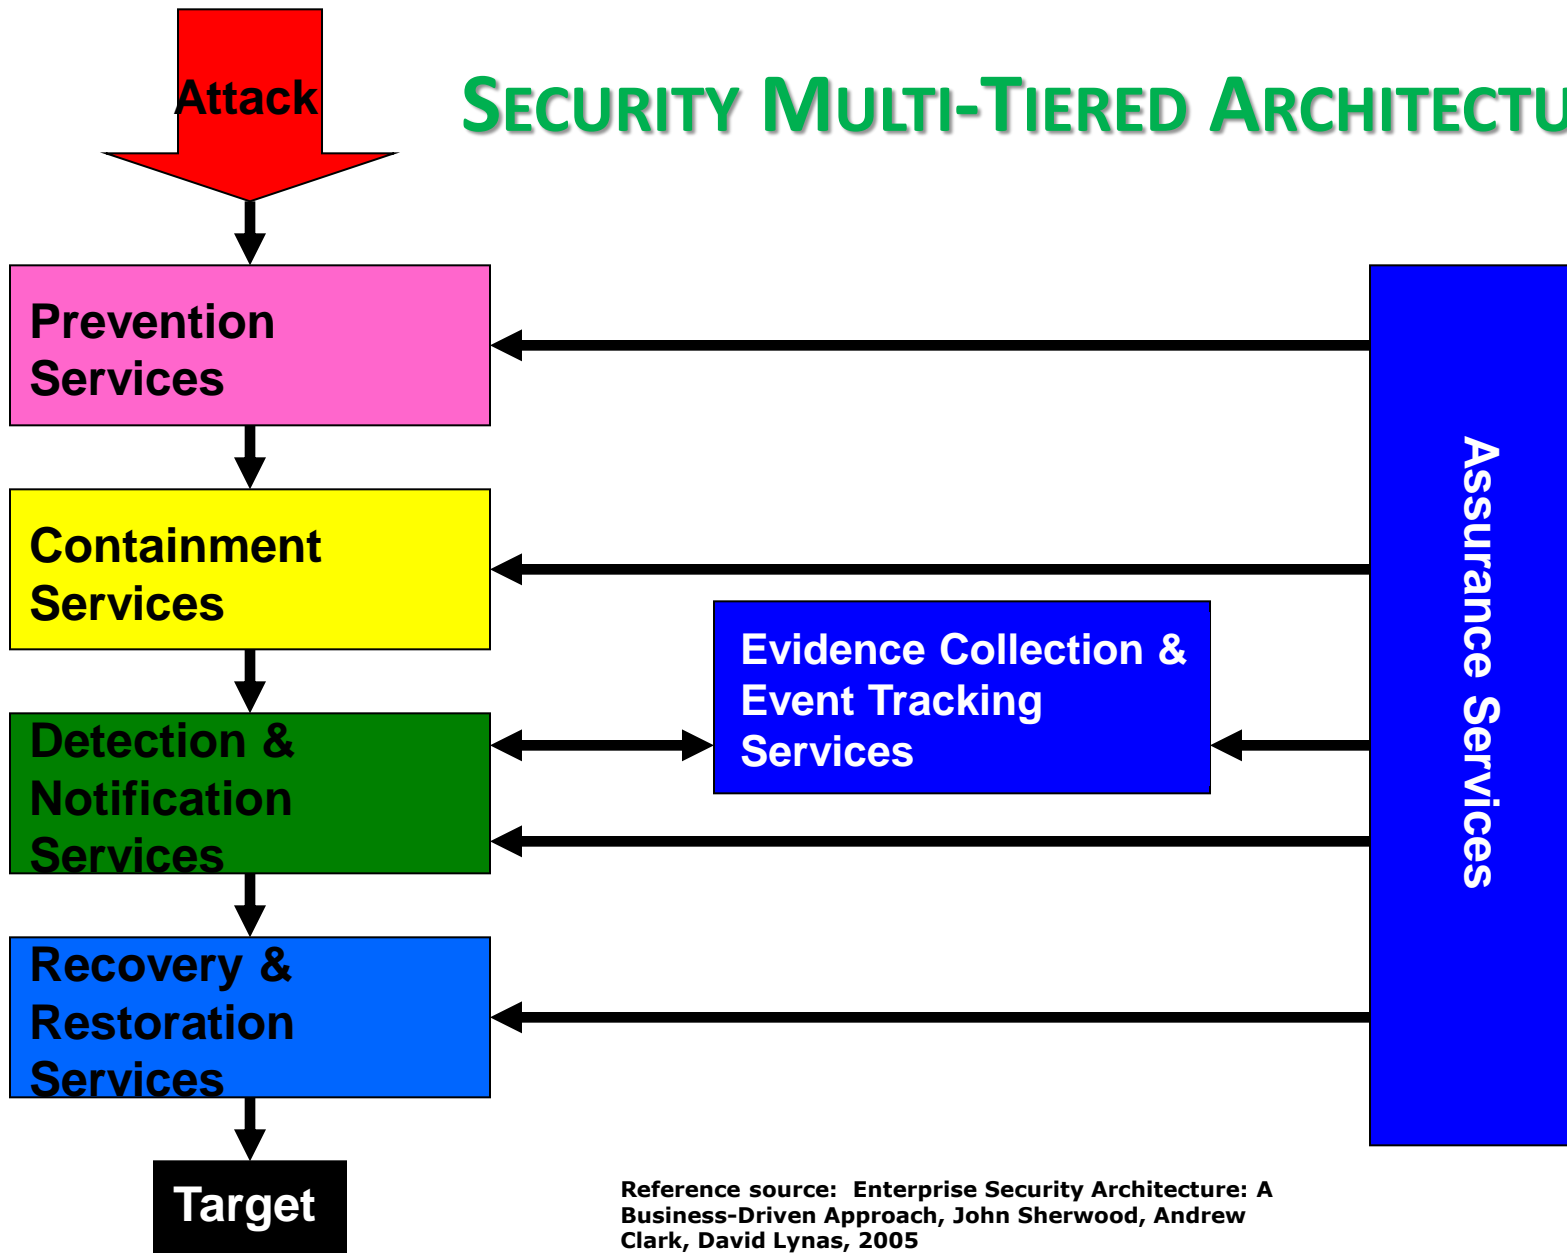 Attack
SECURITY MULTI-TIERED ARCHITECTU
Prevention
Services
Containment
Services
Evidence Collection &
Event Tracking
Services
Detection &
Notification
Services
Recovery &
Restoration
Services
Assurance Services
Target
Reference source:  Enterprise Security Architecture: A
Business-Driven Approach, John Sherwood, Andrew
Clark, David Lynas, 2005